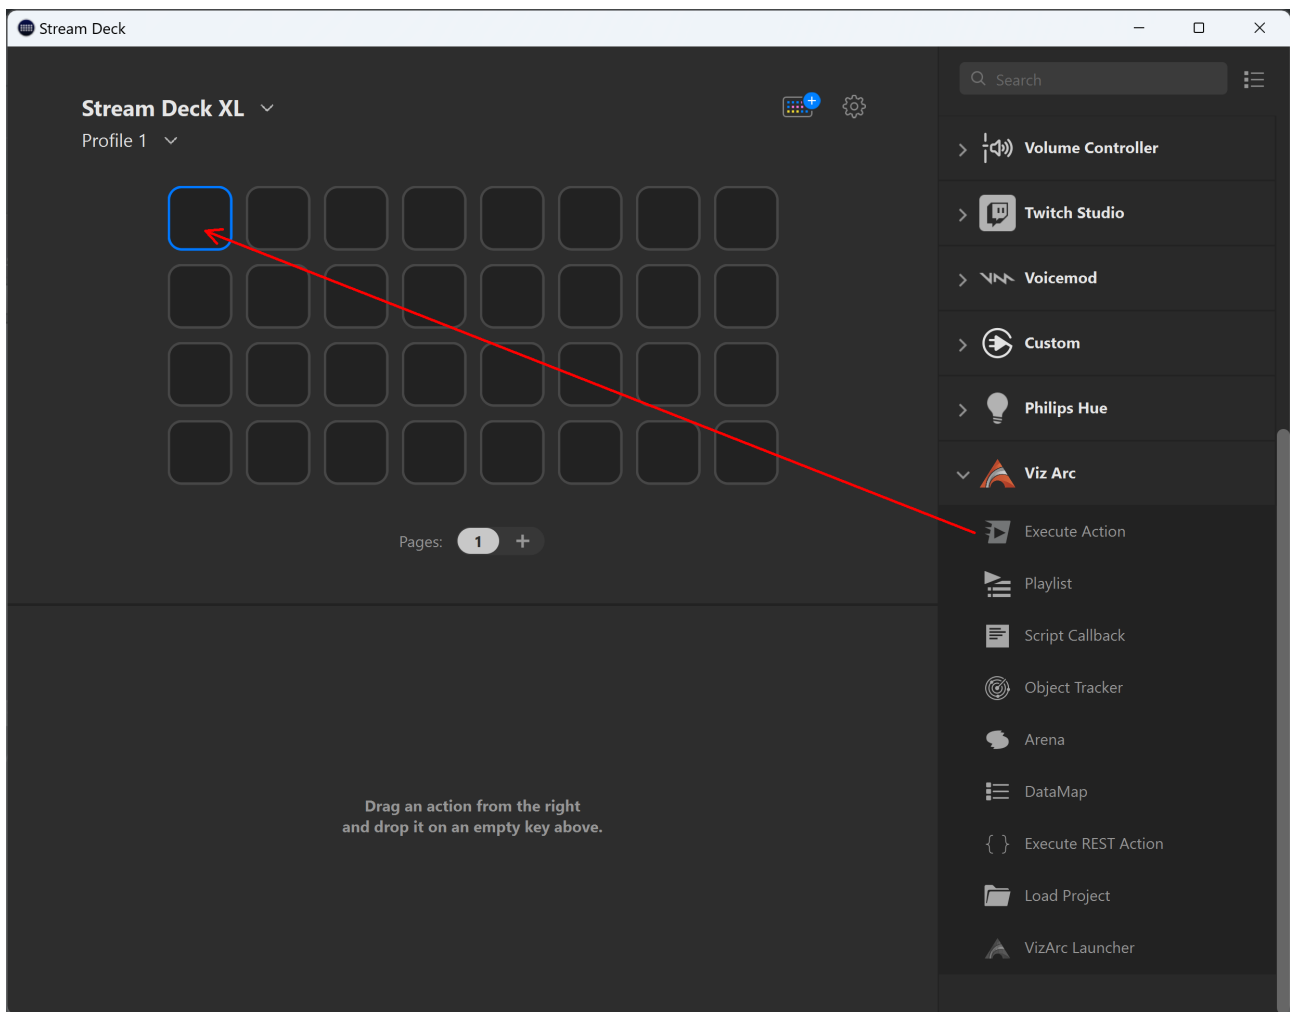 Stream Deck
Stream Deck XL
Profile 1
Pages: 1 +
Drag an action from the right
and drop it on an empty key above.
Search
Volume Controller
Twitch Studio
Voicemod
Custom
Philips Hue
Viz Arc
Execute Action
Playlist
Script Callback
Object Tracker
Arena
DataMap
{ } Execute REST Action
Load Project
VizArc Launcher